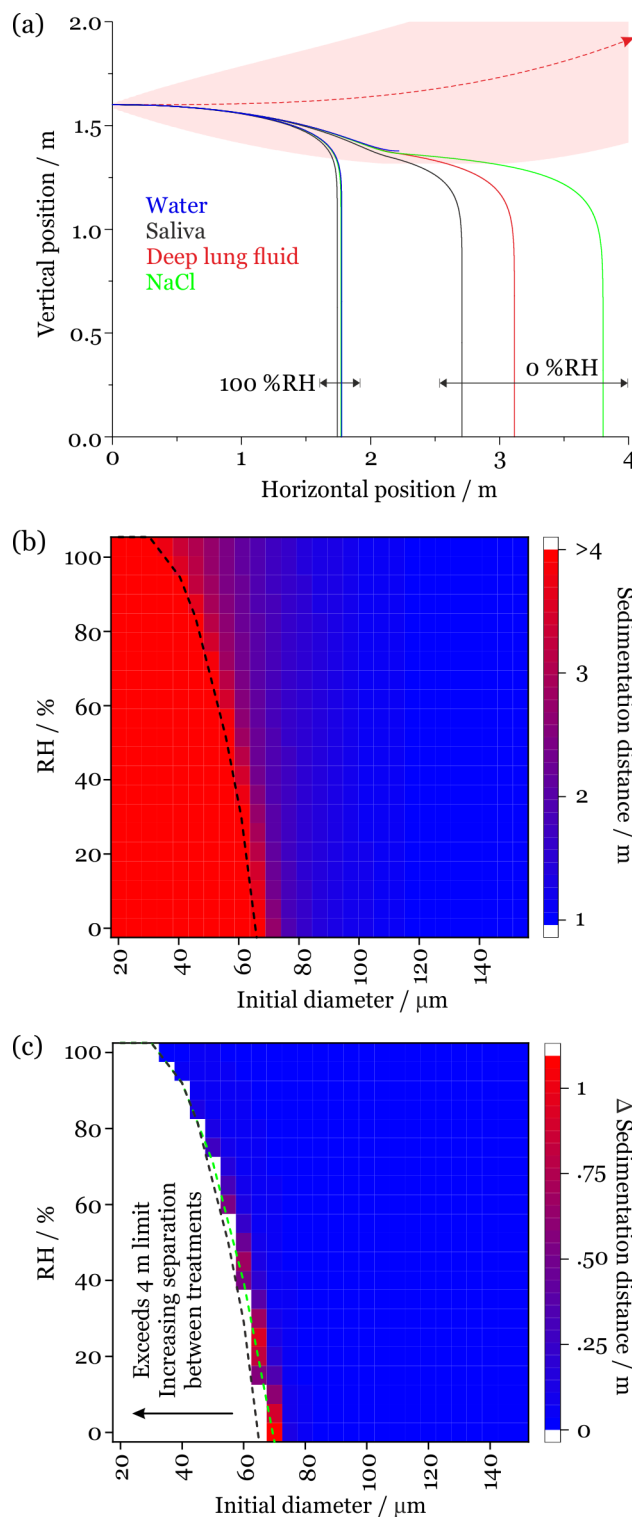 (a)
2.0
1.5
1.0
0.5
0.0
Vertical position / m
Water
Saliva
Deep lung fluid
NaCl
100 %RH
0 %RH
0
1
2
3
4
Horizontal position / m
(b)
100
80
60
40
20
0
RH / %
20
40
60
80
100
120
140
Initial diameter / μm
>4
3
2
1
Sedimentation distance / m
(c)
100
80
60
40
20
0
RH / %
Exceeds 4 m limit
Increasing separation
between treatments
20
40
60
80
100
120
140
Initial diameter / μm
1
.75
.50
.25
0
Δ Sedimentation distance / m